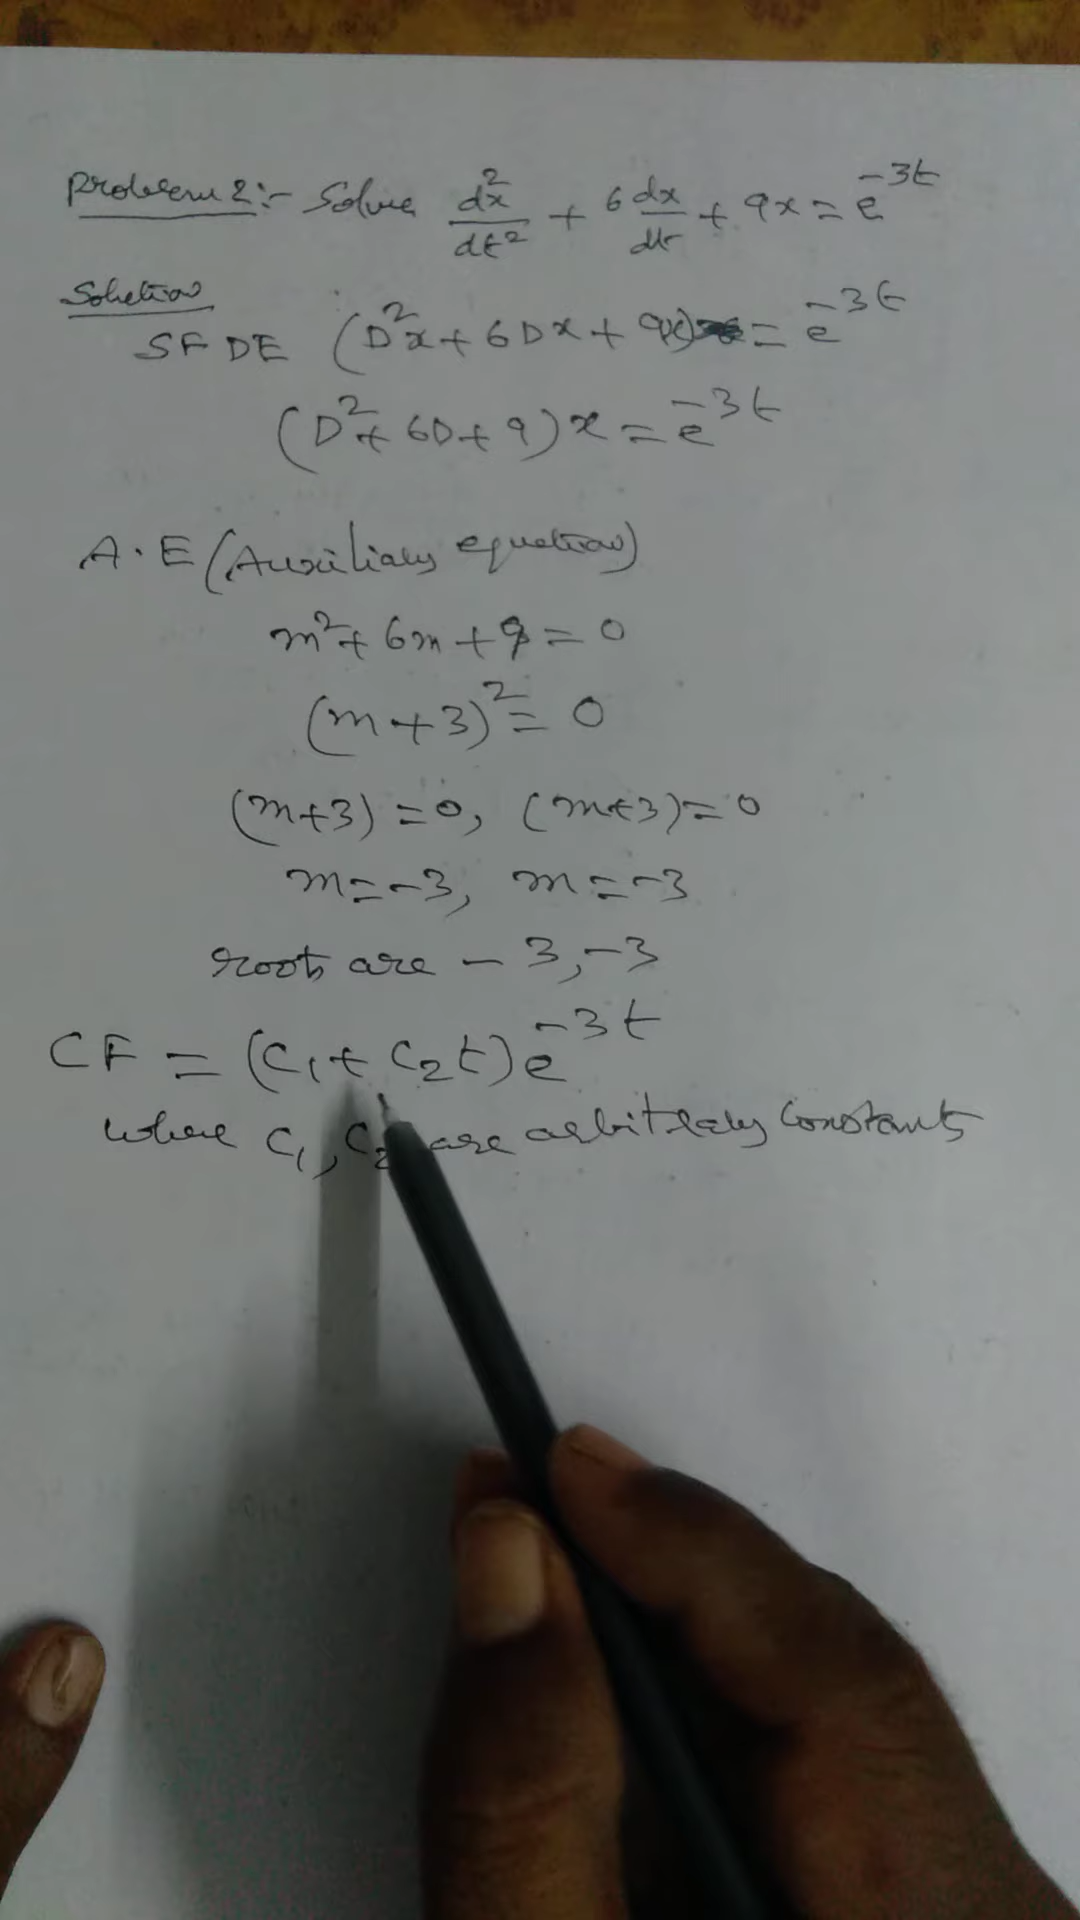 Problem 2:- Solve d²x/dt² + 6 dx/dt + 9x = e^-3t
Solution
SF DE (D²x + 6Dx + 9x) = e^-3t
(D² + 6D + 9)x = e^-3t
A.E (Auxiliary equation)
m² + 6m + 9 = 0
(m+3)² = 0
(m+3) = 0, (m+3) = 0
m = -3, m = -3
roots are -3, -3
CF = (C₁ + C₂t)e^-3t
where C₁, C₂ are arbitrary constants